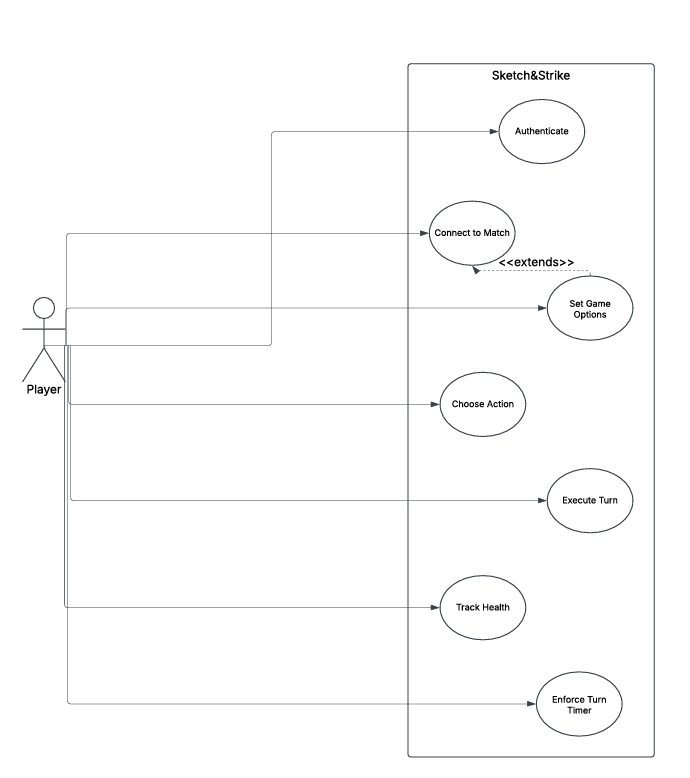 Sketch&Strike
Authenticate
Connect to Match
<<extends>>
Set Game
Options
Player
Choose Action
Execute Turn
Track Health
Enforce Turn
Timer